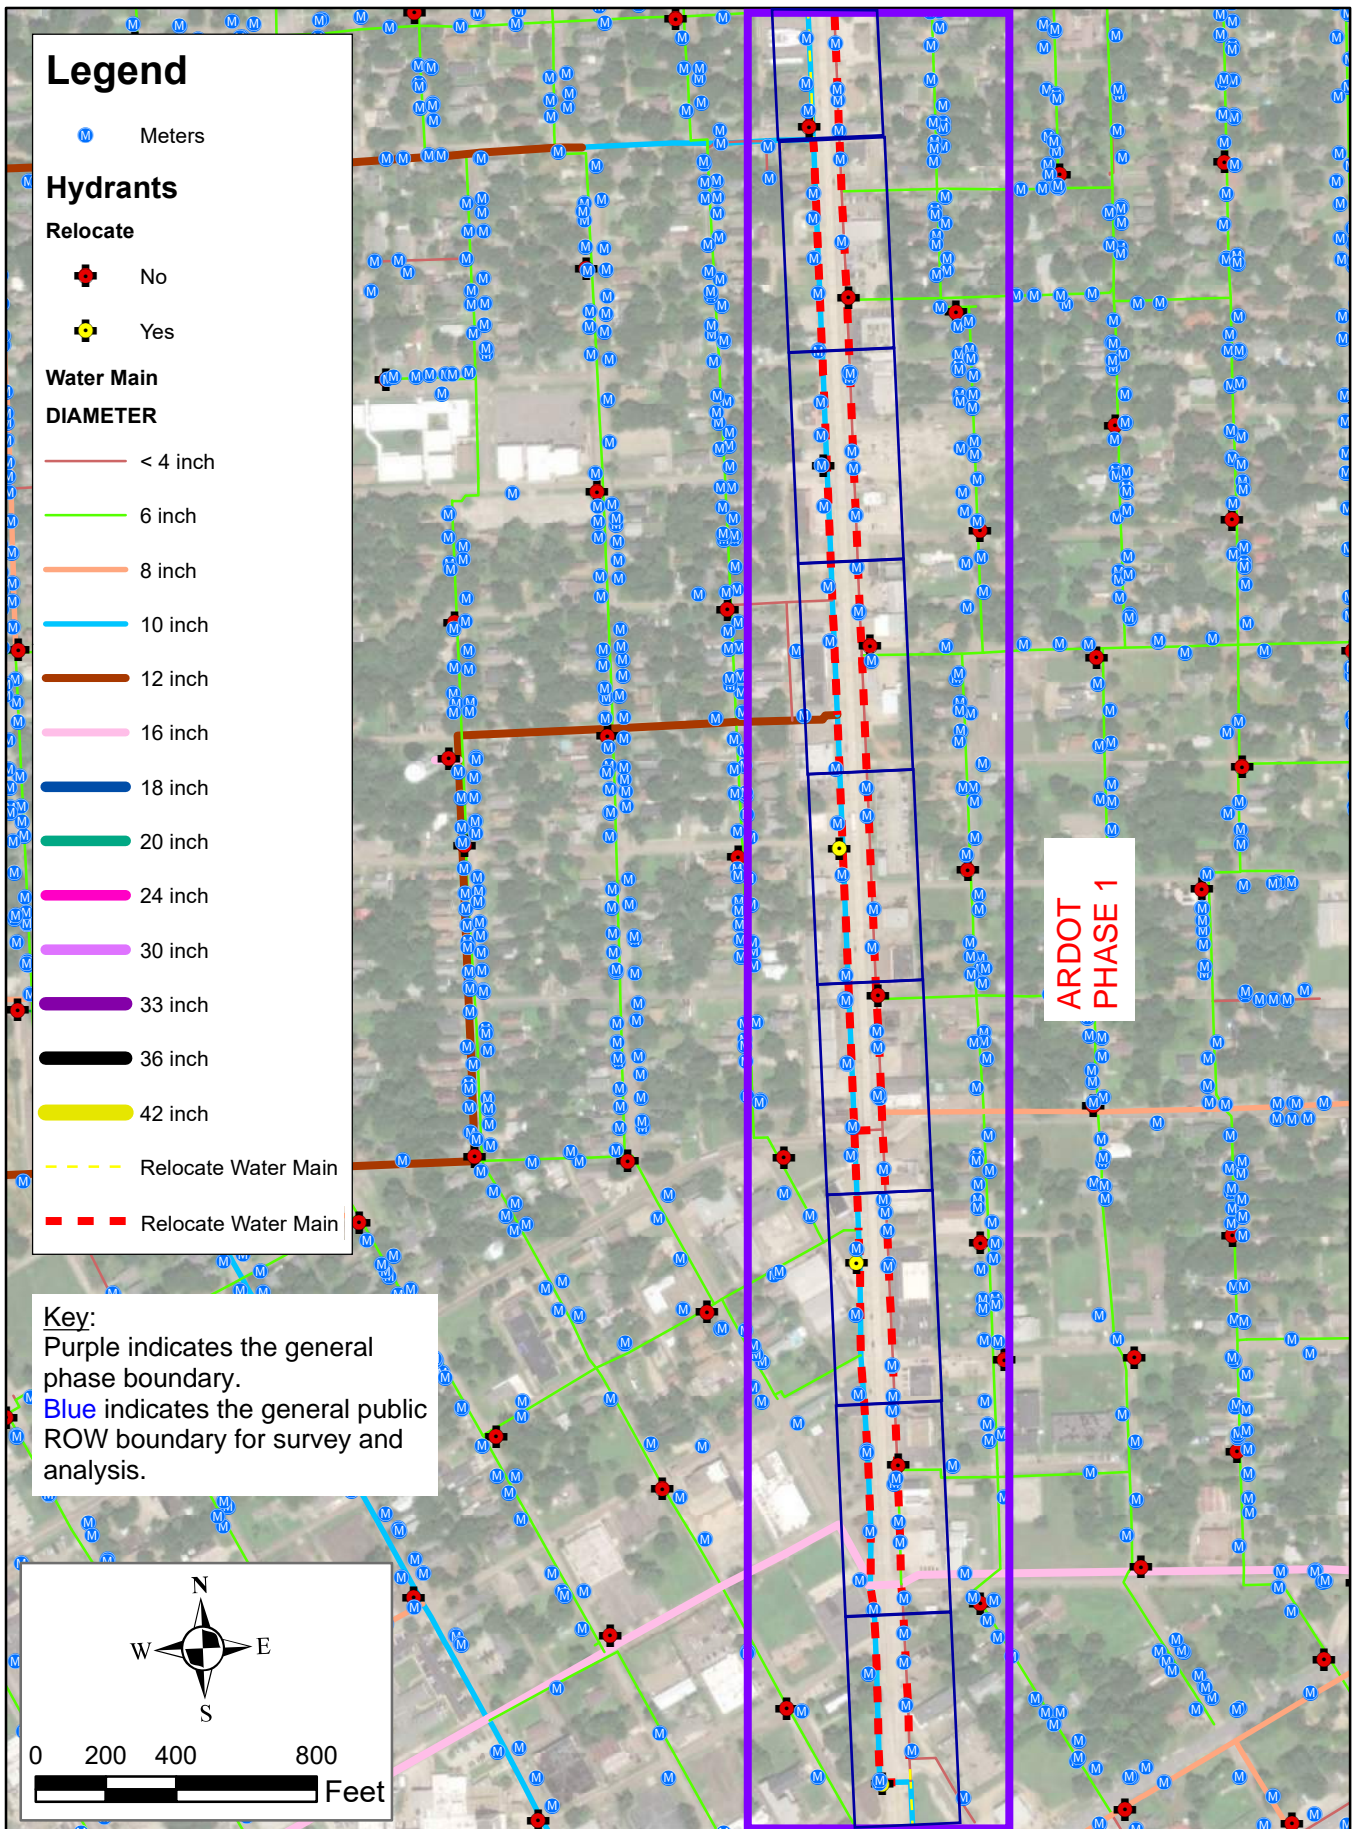 Legend
Meters
Hydrants
Relocate
No
Yes
Water Main
DIAMETER
< 4 inch
6 inch
8 inch
10 inch
12 inch
16 inch
18 inch
20 inch
24 inch
30 inch
33 inch
36 inch
42 inch
Relocate Water Main
Relocate Water Main
Key:
Purple indicates the general
phase boundary.
Blue indicates the general public
ROW boundary for survey and
analysis.
N
W
E
S
0 200 400 800
Feet
ARDOT
PHASE 1